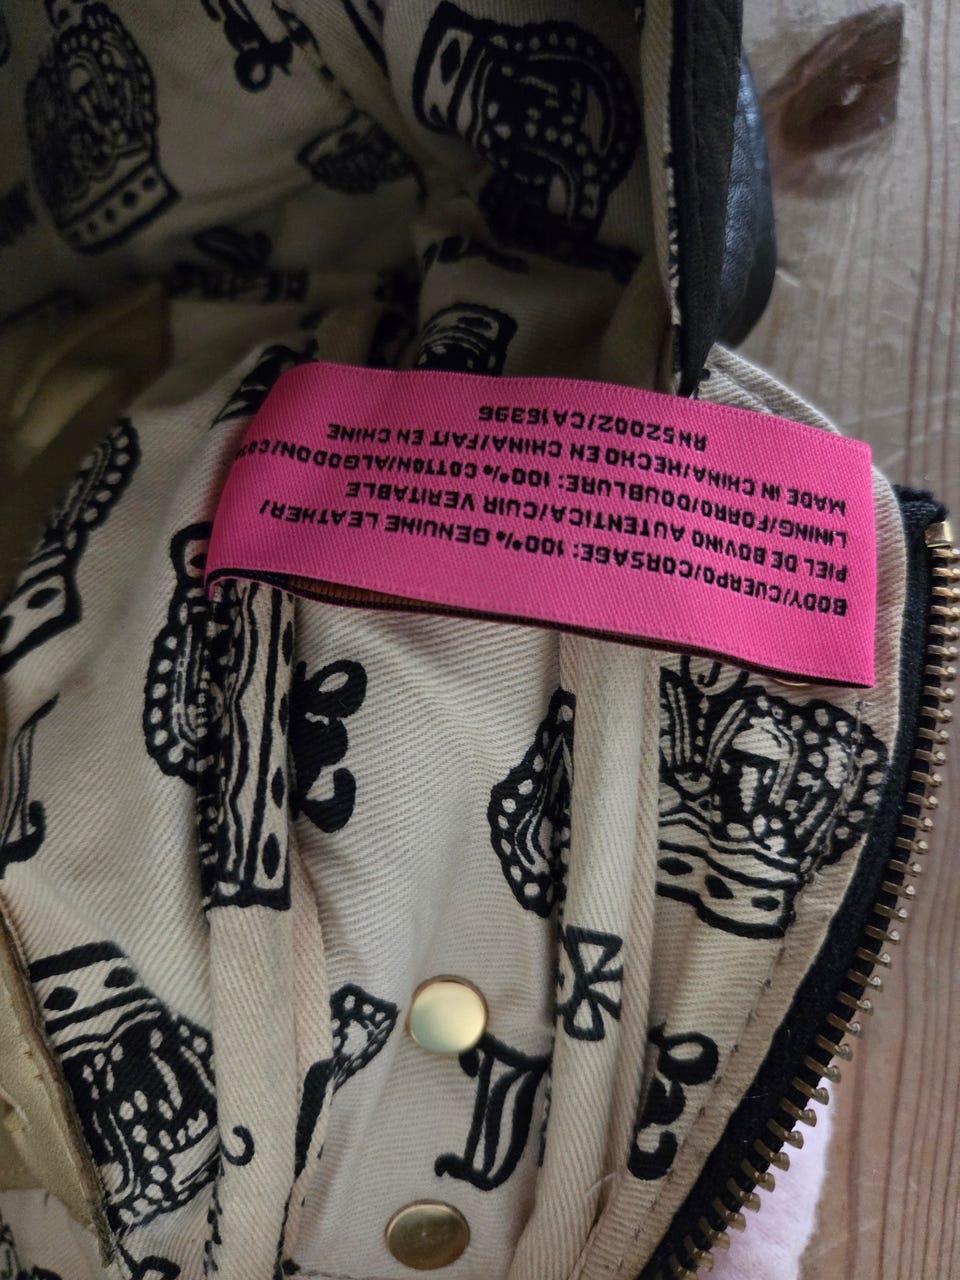 BODY/CUERPO/CORSAGE: 100% GENUINE LEATHER/
PIEL DE BOVINO AUTENTICA/CUIR VERITABLE
LINING/FORRO/DOUBLURE: 100% COTTON/ALGODON/
MADE IN CHINA/HECHO EN CHINA/FAIT EN CHINE
RN52002/CA16396